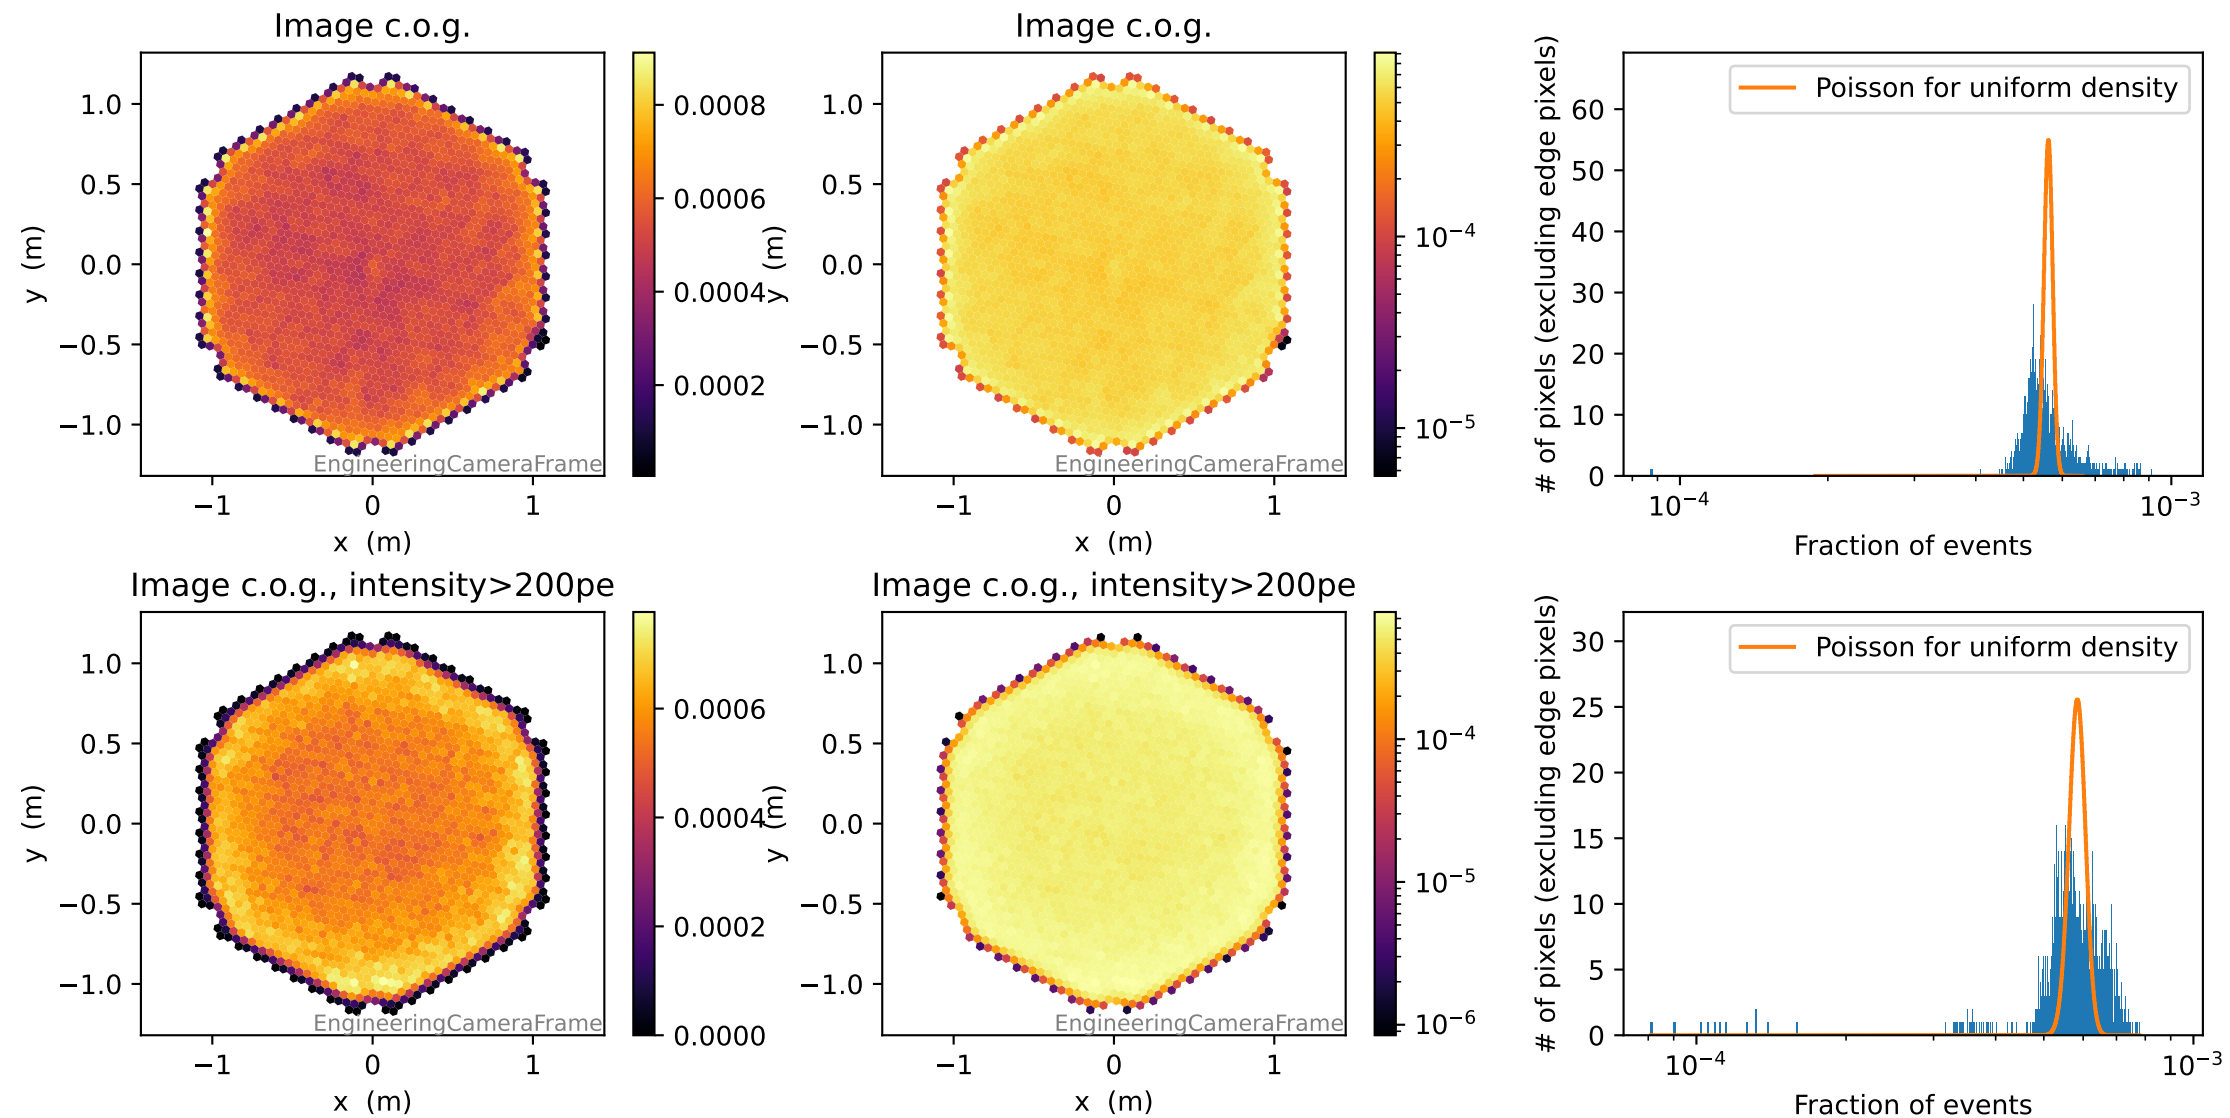 Image c.o.g.
1.0
0.5
0.0
−0.5
−1.0
y (m)
−1
0
1
x (m)
EngineeringCameraFrame
0.0008
0.0006
0.0004
0.0002
Image c.o.g.
1.0
0.5
0.0
−0.5
−1.0
y (m)
−1
0
1
x (m)
EngineeringCameraFrame
10⁻⁴
10⁻⁵
# of pixels (excluding edge pixels)
60
50
40
30
20
10
0
Poisson for uniform density
10⁻⁴
10⁻³
Fraction of events
Image c.o.g., intensity>200pe
1.0
0.5
0.0
−0.5
−1.0
y (m)
−1
0
1
x (m)
EngineeringCameraFrame
0.0006
0.0004
0.0002
0.0000
Image c.o.g., intensity>200pe
1.0
0.5
0.0
−0.5
−1.0
y (m)
−1
0
1
x (m)
EngineeringCameraFrame
10⁻⁴
10⁻⁵
10⁻⁶
# of pixels (excluding edge pixels)
30
25
20
15
10
5
0
Poisson for uniform density
10⁻⁴
10⁻³
Fraction of events